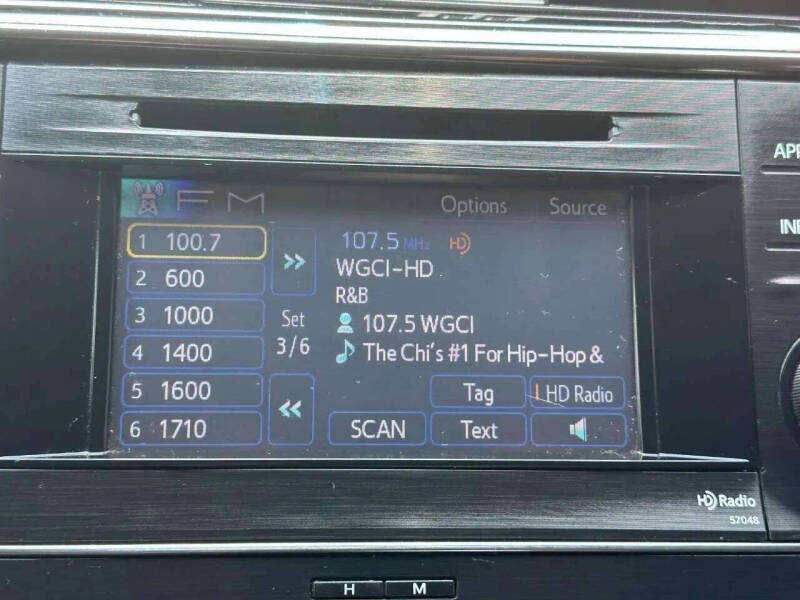 FM
Options Source
1 100.7
2 600
3 1000
4 1400
5 1600
6 1710
>>
Set
3/6
<<
107.5 MHz HD
WGCI-HD
R&B
107.5 WGCI
The Chi's #1 For Hip-Hop &
Tag HD Radio
SCAN Text
HD Radio
57048
H M